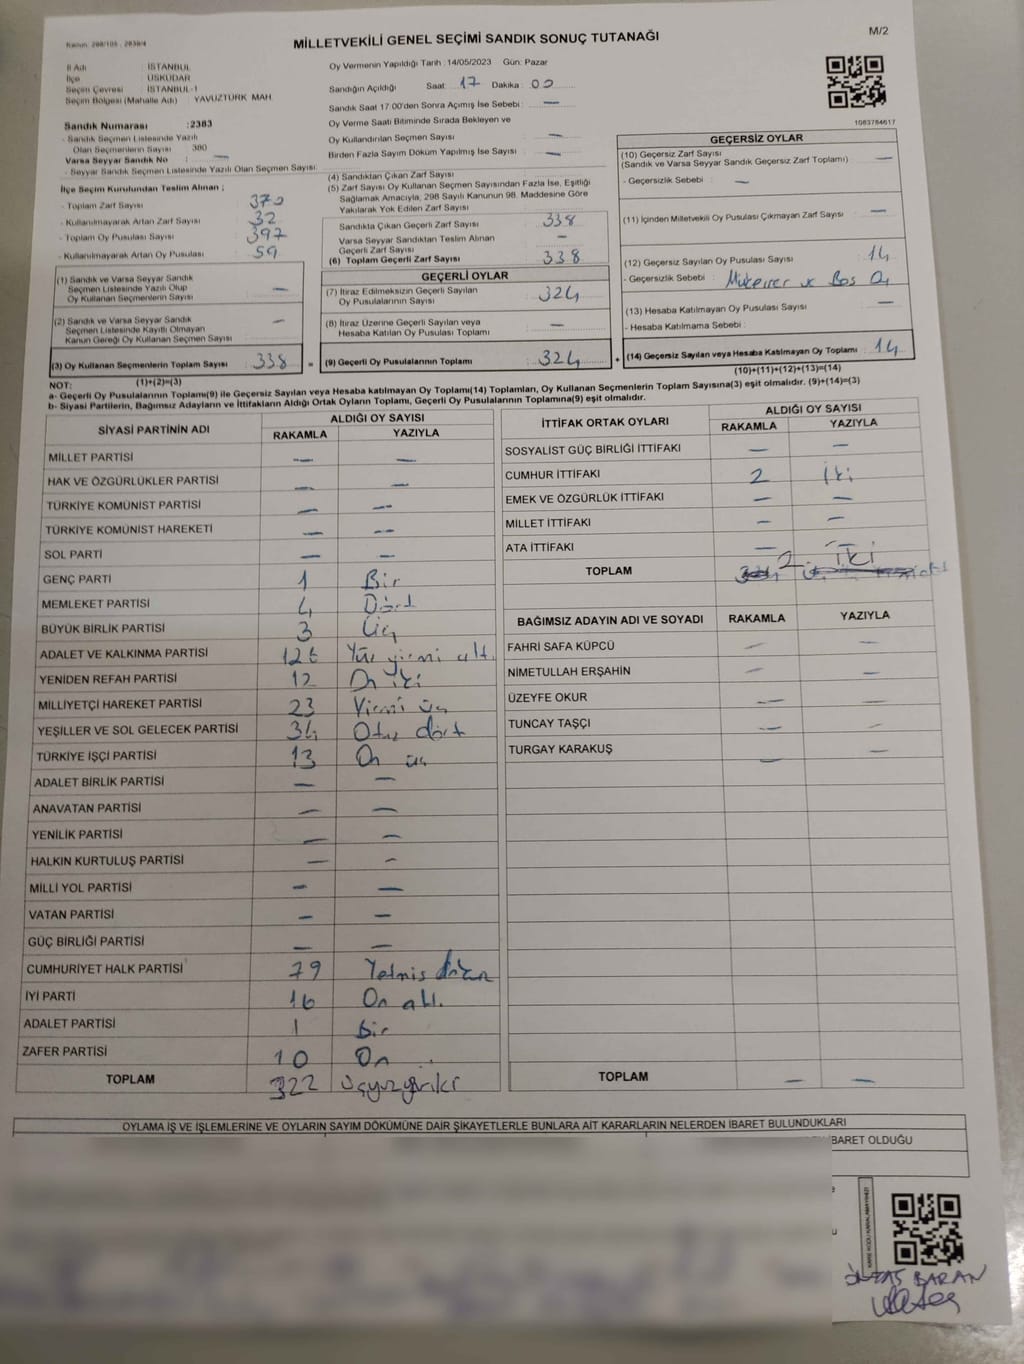 Kanun: 298/105 , 2839/4
MİLLETVEKİLİ GENEL SEÇİMİ SANDIK SONUÇ TUTANAĞI
M/2
İl Adı : İSTANBUL
İlçe : ÜSKÜDAR
Seçim Çevresi : İSTANBUL-1
Seçim Bölgesi (Mahalle Adı) : YAVUZTÜRK MAH.
Sandık Numarası : 2383
- Sandık Seçmen Listesinde Yazılı
Olan Seçmenlerin Sayısı : 380
Varsa Seyyar Sandık No : —
- Seyyar Sandık Seçmen Listesinde Yazılı Olan Seçmen Sayısı:
İlçe Seçim Kurulundan Teslim Alınan ;
- Toplam Zarf Sayısı : 370
- Kullanılmayarak Artan Zarf Sayısı : 32
- Toplam Oy Pusulası Sayısı : 397
- Kullanılmayarak Artan Oy Pusulası : 59
(1) Sandık ve Varsa Seyyar Sandık
Seçmen Listesinde Yazılı Olup
Oy Kullanan Seçmenlerin Sayısı —
(2) Sandık ve Varsa Seyyar Sandık
Seçmen Listesinde Kayıtlı Olmayan
Kanun Gereği Oy Kullanan Seçmen Sayısı —
(3) Oy Kullanan Seçmenlerin Toplam Sayısı 338 =
(1)+(2)=(3)
Oy Vermenin Yapıldığı Tarih : 14/05/2023 Gün: Pazar
Sandığın Açıldığı Saat : 17 Dakika : 00
Sandık Saat 17:00'den Sonra Açılmış İse Sebebi : —
Oy Verme Saati Bitiminde Sırada Bekleyen ve
Oy Kullandırılan Seçmen Sayısı : —
Birden Fazla Sayım Döküm Yapılmış İse Sayısı : —
(4) Sandıktan Çıkan Zarf Sayısı :
(5) Zarf Sayısı Oy Kullanan Seçmen Sayısından Fazla İse, Eşitliği
Sağlamak Amacıyla, 298 Sayılı Kanunun 98. Maddesine Göre
Yakılarak Yok Edilen Zarf Sayısı :
Sandıkta Çıkan Geçerli Zarf Sayısı : 338
Varsa Seyyar Sandıktan Teslim Alınan
Geçerli Zarf Sayısı : —
(6) Toplam Geçerli Zarf Sayısı : 338
GEÇERLİ OYLAR
(7) İtiraz Edilmeksizin Geçerli Sayılan
Oy Pusulalarının Sayısı : 324
(8) İtiraz Üzerine Geçerli Sayılan veya
Hesaba Katılan Oy Pusulası Toplamı : —
(9) Geçerli Oy Pusulalarının Toplamı 324 +
1083784617
GEÇERSİZ OYLAR
(10) Geçersiz Zarf Sayısı
(Sandık ve Varsa Seyyar Sandık Geçersiz Zarf Toplamı) : —
- Geçersizlik Sebebi : —
(11) İçinden Milletvekili Oy Pusulası Çıkmayan Zarf Sayısı : —
(12) Geçersiz Sayılan Oy Pusulası Sayısı : 14
- Geçersizlik Sebebi : Mükerrer ve Boş Oy
(13) Hesaba Katılmayan Oy Pusulası Sayısı : —
- Hesaba Katılmama Sebebi :
(14) Geçersiz Sayılan veya Hesaba Katılmayan Oy Toplamı : 14
(10)+(11)+(12)+(13)=(14)
NOT:
a- Geçerli Oy Pusulalarının Toplamı(9) ile Geçersiz Sayılan veya Hesaba katılmayan Oy Toplamı(14) Toplamları, Oy Kullanan Seçmenlerin Toplam Sayısına(3) eşit olmalıdır. (9)+(14)=(3)
b- Siyasi Partilerin, Bağımsız Adayların ve İttifakların Aldığı Ortak Oyların Toplamı, Geçerli Oy Pusulalarının Toplamına(9) eşit olmalıdır.
SİYASİ PARTİNİN ADI ALDIĞI OY SAYISI
RAKAMLA YAZIYLA
MİLLET PARTİSİ — —
HAK VE ÖZGÜRLÜKLER PARTİSİ — —
TÜRKİYE KOMÜNİST PARTİSİ — —
TÜRKİYE KOMÜNİST HAREKETİ — —
SOL PARTİ — —
GENÇ PARTİ 1 Bir
MEMLEKET PARTİSİ 4 Dört
BÜYÜK BİRLİK PARTİSİ 3 Üç
ADALET VE KALKINMA PARTİSİ 126 Yüz yirmi altı
YENİDEN REFAH PARTİSİ 12 On iki
MİLLİYETÇİ HAREKET PARTİSİ 23 Yirmi üç
YEŞİLLER VE SOL GELECEK PARTİSİ 34 Otuz dört
TÜRKİYE İŞÇİ PARTİSİ 13 On üç
ADALET BİRLİK PARTİSİ — —
ANAVATAN PARTİSİ — —
YENİLİK PARTİSİ — —
HALKIN KURTULUŞ PARTİSİ — —
MİLLİ YOL PARTİSİ — —
VATAN PARTİSİ — —
GÜÇ BİRLİĞİ PARTİSİ — —
CUMHURİYET HALK PARTİSİ 79 Yetmiş dokuz
İYİ PARTİ 16 On altı
ADALET PARTİSİ 1 Bir
ZAFER PARTİSİ 10 On
TOPLAM 322 üçyüzyirmiiki
İTTİFAK ORTAK OYLARI ALDIĞI OY SAYISI
RAKAMLA YAZIYLA
SOSYALİST GÜÇ BİRLİĞİ İTTİFAKI — —
CUMHUR İTTİFAKI 2 İki
EMEK VE ÖZGÜRLÜK İTTİFAKI — —
MİLLET İTTİFAKI — —
ATA İTTİFAKI — —
TOPLAM 2 İki
BAĞIMSIZ ADAYIN ADI VE SOYADI RAKAMLA YAZIYLA
FAHRİ SAFA KÜPCÜ — —
NİMETULLAH ERŞAHİN — —
ÜZEYFE OKUR — —
TUNCAY TAŞÇI — —
TURGAY KARAKUŞ — —
TOPLAM — —
OYLAMA İŞ VE İŞLEMLERİNE VE OYLARIN SAYIM DÖKÜMÜNE DAİR ŞİKAYETLERLE BUNLARA AİT KARARLARIN NELERDEN İBARET BULUNDUKLARI
İBARET OLDUĞU
BARAN